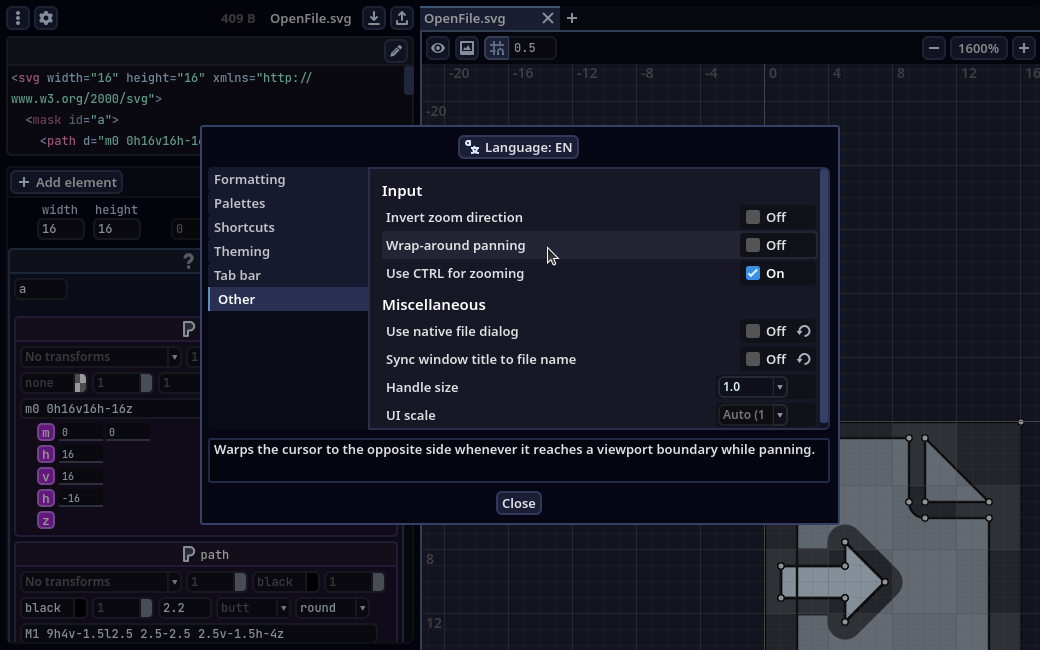 409 B OpenFile.svg
OpenFile.svg
0.5
1600%
<svg width="16" height="16" xmlns="http://
www.w3.org/2000/svg">
<mask id="a">
<path d="m0 0h16v16h-1
-20 -16 -12 -8 -4 0 4 8 12 16
-20
Language: EN
Add element
width height
16 16 0
?
a
No transforms 1
none 1 1
m0 0h16v16h-16z
m 0 0
h 16
v 16
h -16
z
path
No transforms 1 black 1
black 1 2.2 butt round
M1 9h4v-1.5l2.5 2.5-2.5 2.5v-1.5h-4z
Formatting
Palettes
Shortcuts
Theming
Tab bar
Other
Input
Invert zoom direction Off
Wrap-around panning Off
Use CTRL for zooming On
Miscellaneous
Use native file dialog Off
Sync window title to file name Off
Handle size 1.0
UI scale Auto (1
Warps the cursor to the opposite side whenever it reaches a viewport boundary while panning.
Close
8
12